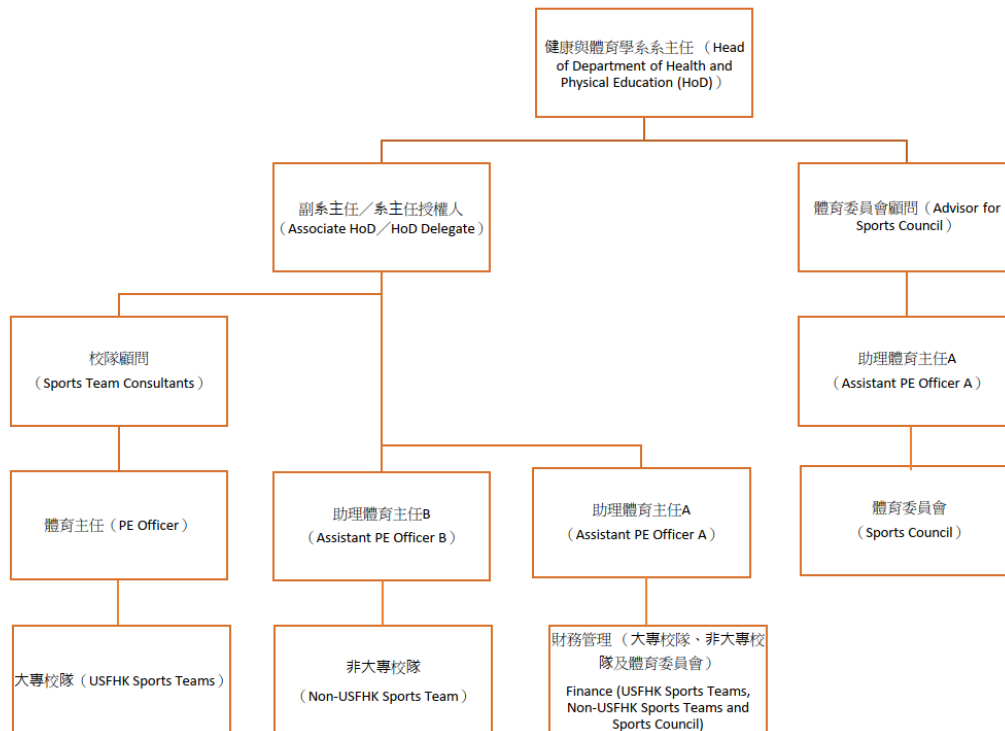 健康與體育學系系主任（Head
of Department of Health and
Physical Education (HoD)）
副系主任／系主任授權人
（Associate HoD／HoD Delegate）
體育委員會顧問（Advisor for
Sports Council）
校隊顧問
（Sports Team Consultants）
助理體育主任A
（Assistant PE Officer A）
體育主任（PE Officer）
助理體育主任B
（Assistant PE Officer B）
助理體育主任A
（Assistant PE Officer A）
體育委員會
（Sports Council）
大專校隊（USFHK Sports Teams）
非大專校隊
（Non-USFHK Sports Team）
財務管理（大專校隊、非大專校
隊及體育委員會）
Finance (USFHK Sports Teams,
Non-USFHK Sports Teams and
Sports Council)